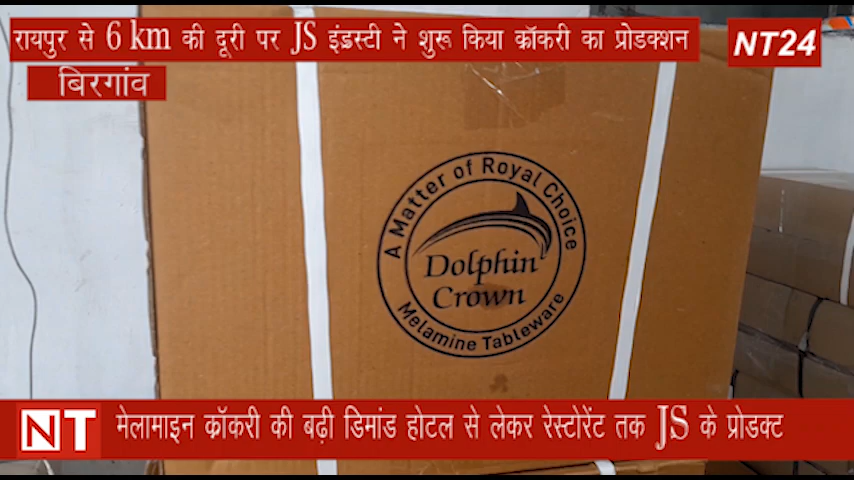 रायपुर से 6 km की दूरी पर JS इंडस्टी ने शुरू किया क्रॉकरी का प्रोडक्शन
NT24
बिरगांव
A Matter of Royal Choice
Dolphin
Crown
Melamine Tableware
NT
मेलामाइन क्रॉकरी की बढ़ी डिमांड होटल से लेकर रेस्टोरेंट तक JS के प्रोडक्ट